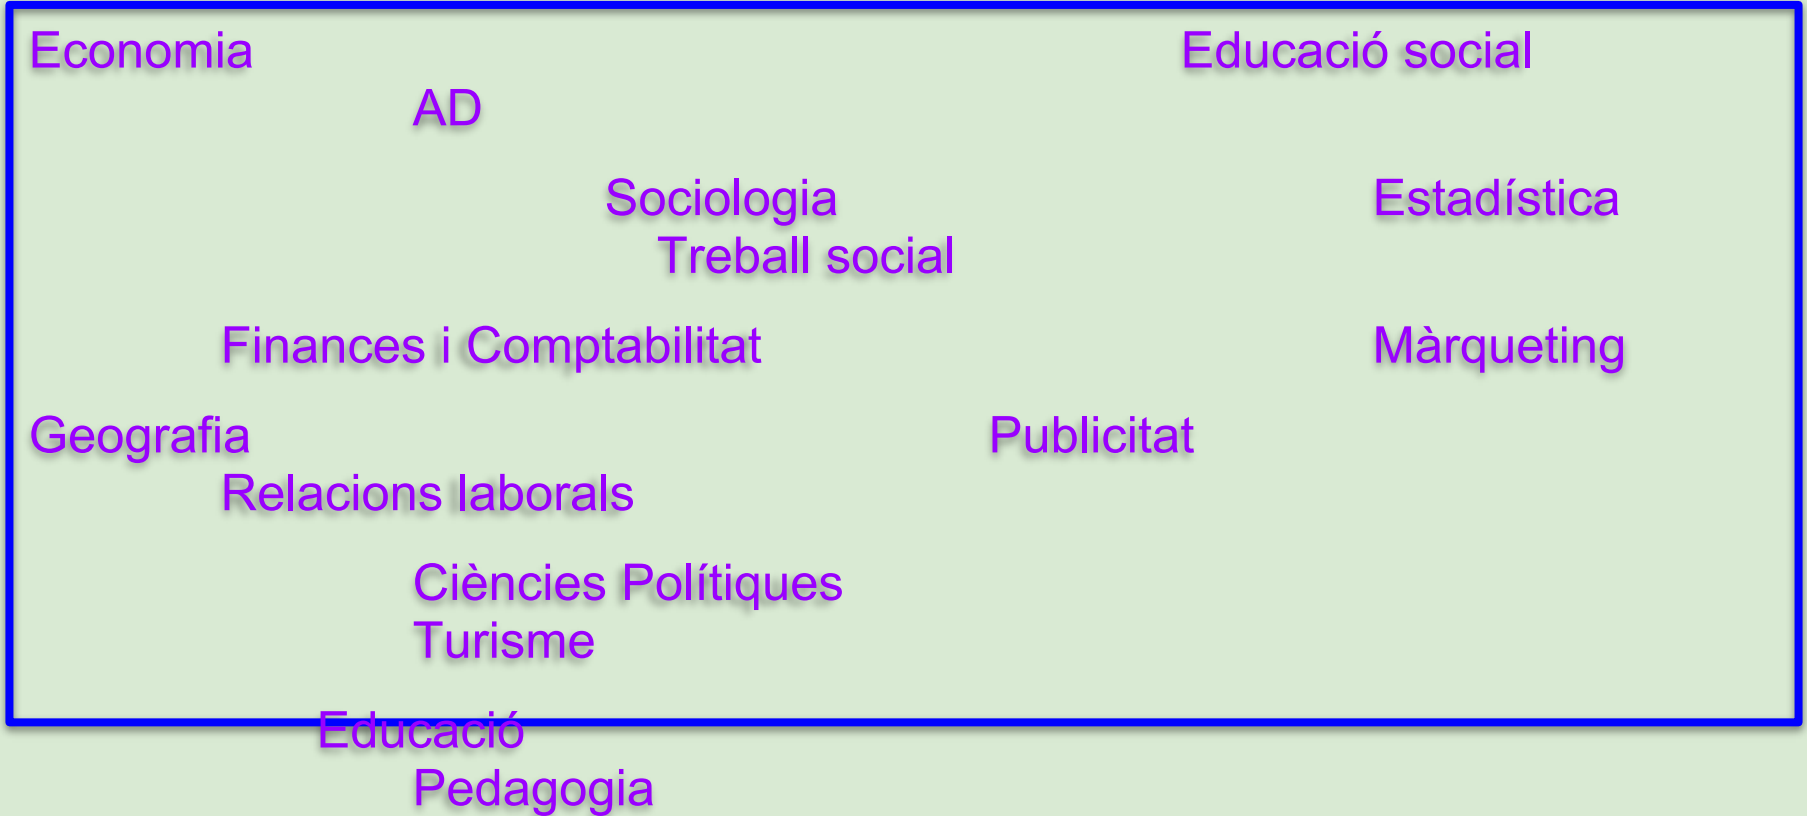 Economia Educació social
AD
Sociologia Estadística
Treball social
Finances i Comptabilitat Màrqueting
Geografia Publicitat
Relacions laborals
Ciències Polítiques
Turisme
Educació
Pedagogia